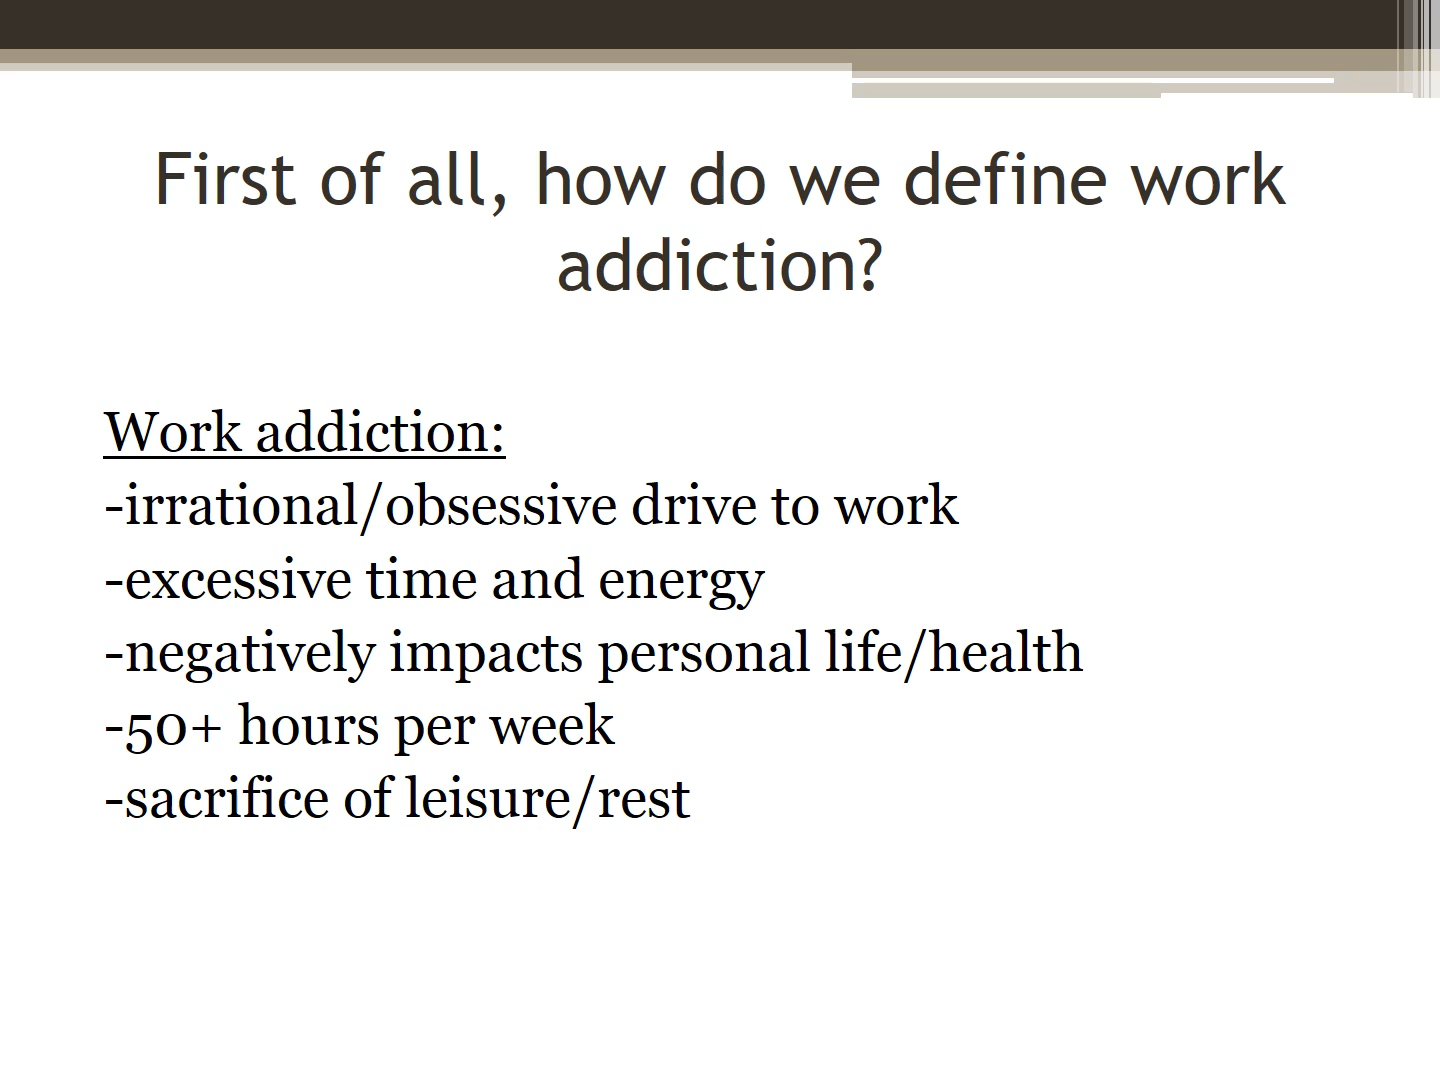 First of all, how do we define work
addiction?
Work addiction:
-irrational/obsessive drive to work
-excessive time and energy
-negatively impacts personal life/health
-50+ hours per week
-sacrifice of leisure/rest